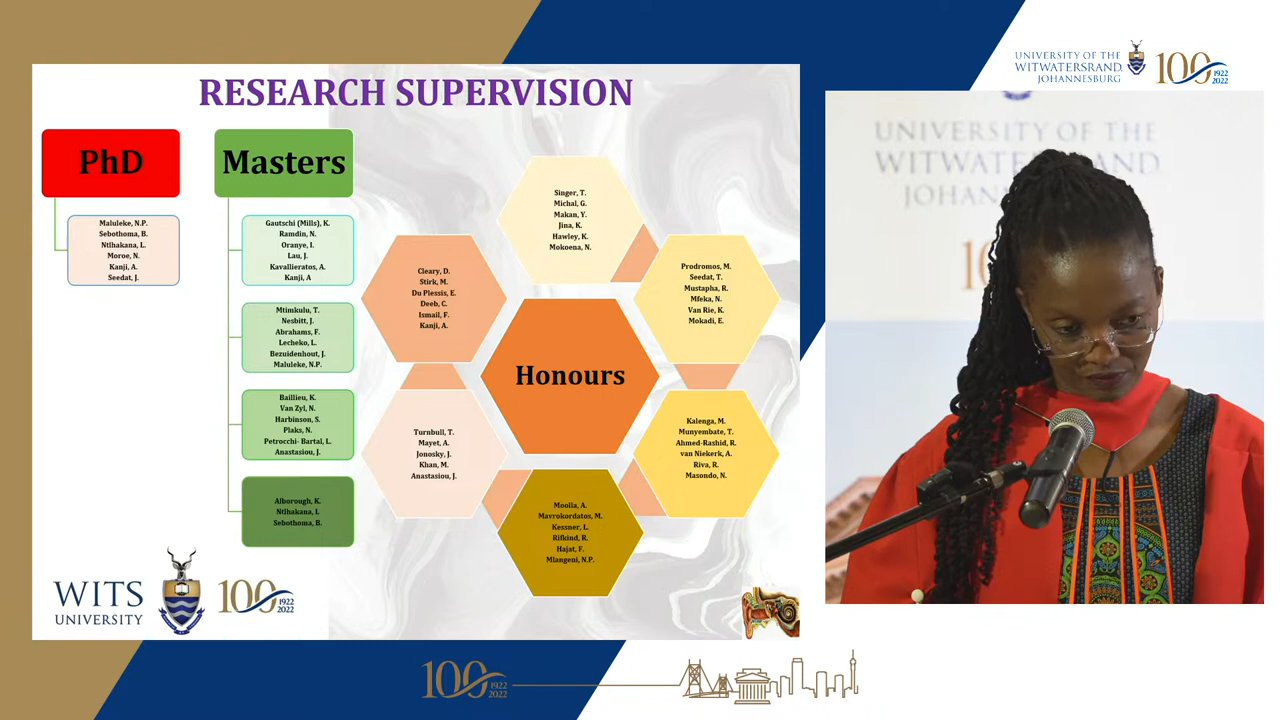 RESEARCH SUPERVISION
PhD
Maluleke, N.P.
Sebothoma, B.
Ntlhakana, L.
Moroe, N.
Kanji, A.
Seedat, J.
Masters
Gautschi (Mills), K.
Ramdin, N.
Oranye, I.
Lau, J.
Kavallieratos, A.
Kanji, A
Mtimkulu, T.
Nesbitt, J.
Abrahams, F.
Lecheko, L.
Bezuidenhout, J.
Maluleke, N.P.
Baillieu, K.
Van Zyl, N.
Harbinson, S.
Plaks, N.
Petrocchi- Bartal, L.
Anastasiou, J.
Alborough, K.
Ntlhakana, L
Sebothoma, B.
Honours
Singer, T.
Michal, G.
Makan, Y.
Jina, K.
Hawley, K.
Mokoena, N.
Prodromos, M.
Seedat, T.
Mustapha, R.
Mfeka, N.
Van Rie, K.
Mokadi, E.
Kalenga, M.
Munyembate, T.
Ahmed-Rashid, R.
van Niekerk, A.
Riva, R.
Masondo, N.
Moolla, A.
Mavrokordatos, M.
Kessner, L.
Rifkind, R.
Hajat, F.
Mlangeni, N.P.
Turnbull, T.
Mayet, A.
Jonosky, J.
Khan, M.
Anastasiou, J.
Cleary, D.
Stirk, M.
Du Plessis, E.
Deeb, C.
Ismail, F.
Kanji, A.
WITS
UNIVERSITY
100 1922
2022
UNIVERSITY OF THE
WITWATERSRAND,
JOHANNESBURG
100 1922
2022
UNIVERSITY OF THE
WITWATERSRAND
JOHAN
100 1922
2022